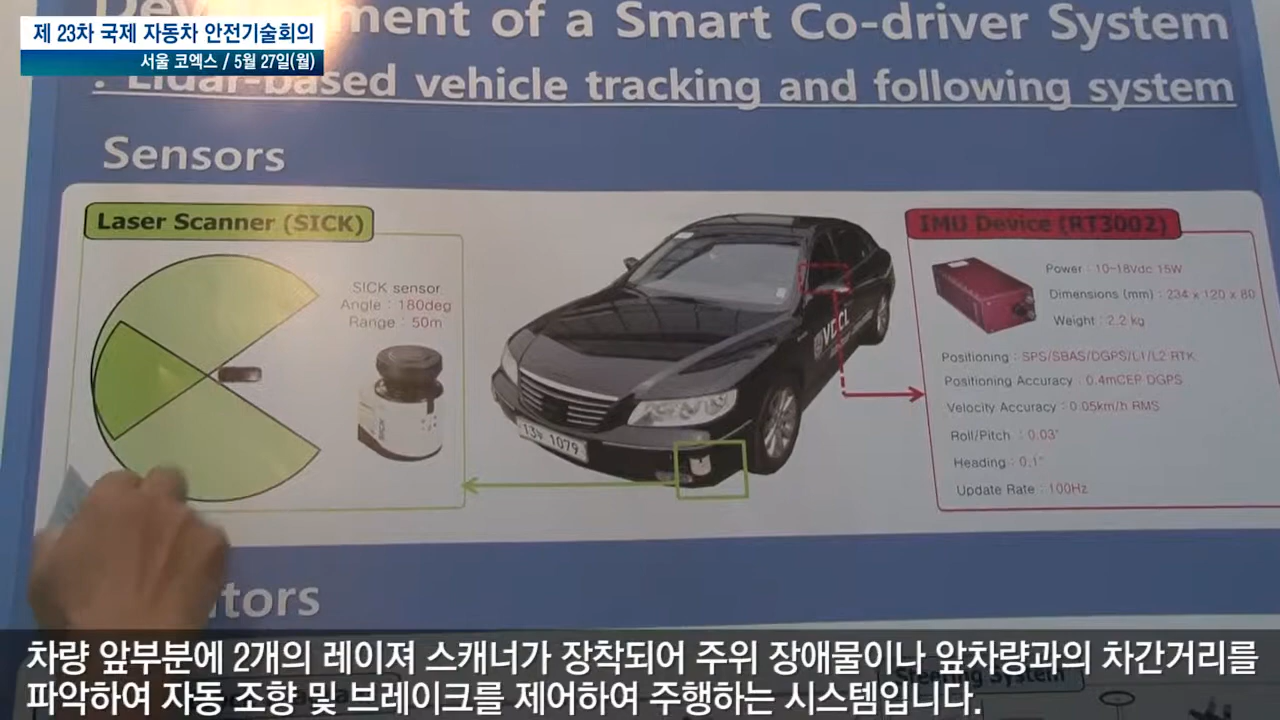 제 23차 국제 자동차 안전기술회의
서울 코엑스 / 5월 27일(월)
ment of a Smart Co-driver System
: Lidar-based vehicle tracking and following system
Sensors
Laser Scanner (SICK)
SICK sensor
Angle : 180deg
Range : 50m
SICK
VDCL
13누 1079
IMU Device (RT3002)
Power : 10-18Vdc 15W
Dimensions (mm) : 234 x 120 x 80
Weight : 2.2 kg
Positioning : SPS/SBAS/DGPS/L1/L2 RTK
Positioning Accuracy : 0.4mCEP DGPS
Velocity Accuracy : 0.05km/h RMS
Roll/Pitch : 0.03°
Heading : 0.1°
Update Rate : 100Hz
tors
Steering System
차량 앞부분에 2개의 레이져 스캐너가 장착되어 주위 장애물이나 앞차량과의 차간거리를
파악하여 자동 조향 및 브레이크를 제어하여 주행하는 시스템입니다.